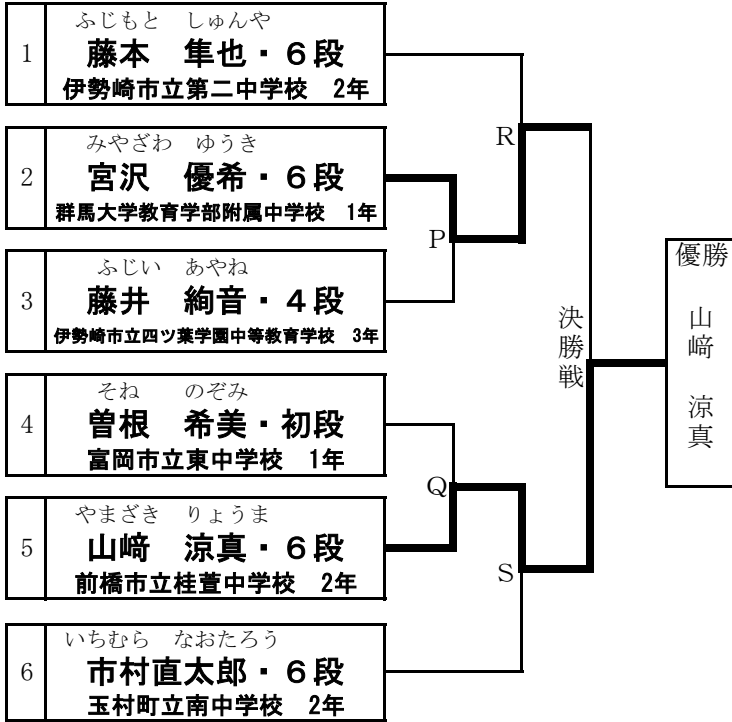 1
ふじもと　しゅんや
藤本　隼也・６段
伊勢崎市立第二中学校　2年
2
みやざわ　ゆうき
宮沢　優希・６段
群馬大学教育学部附属中学校　1年
3
ふじい　あやね
藤井　絢音・４段
伊勢崎市立四ツ葉学園中等教育学校　3年
4
そね　のぞみ
曽根　希美・初段
富岡市立東中学校　1年
5
やまざき　りょうま
山﨑　涼真・６段
前橋市立桂萱中学校　2年
6
いちむら　なおたろう
市村直太郎・６段
玉村町立南中学校　2年
P
Q
R
S
決勝戦
優勝
山﨑　涼真